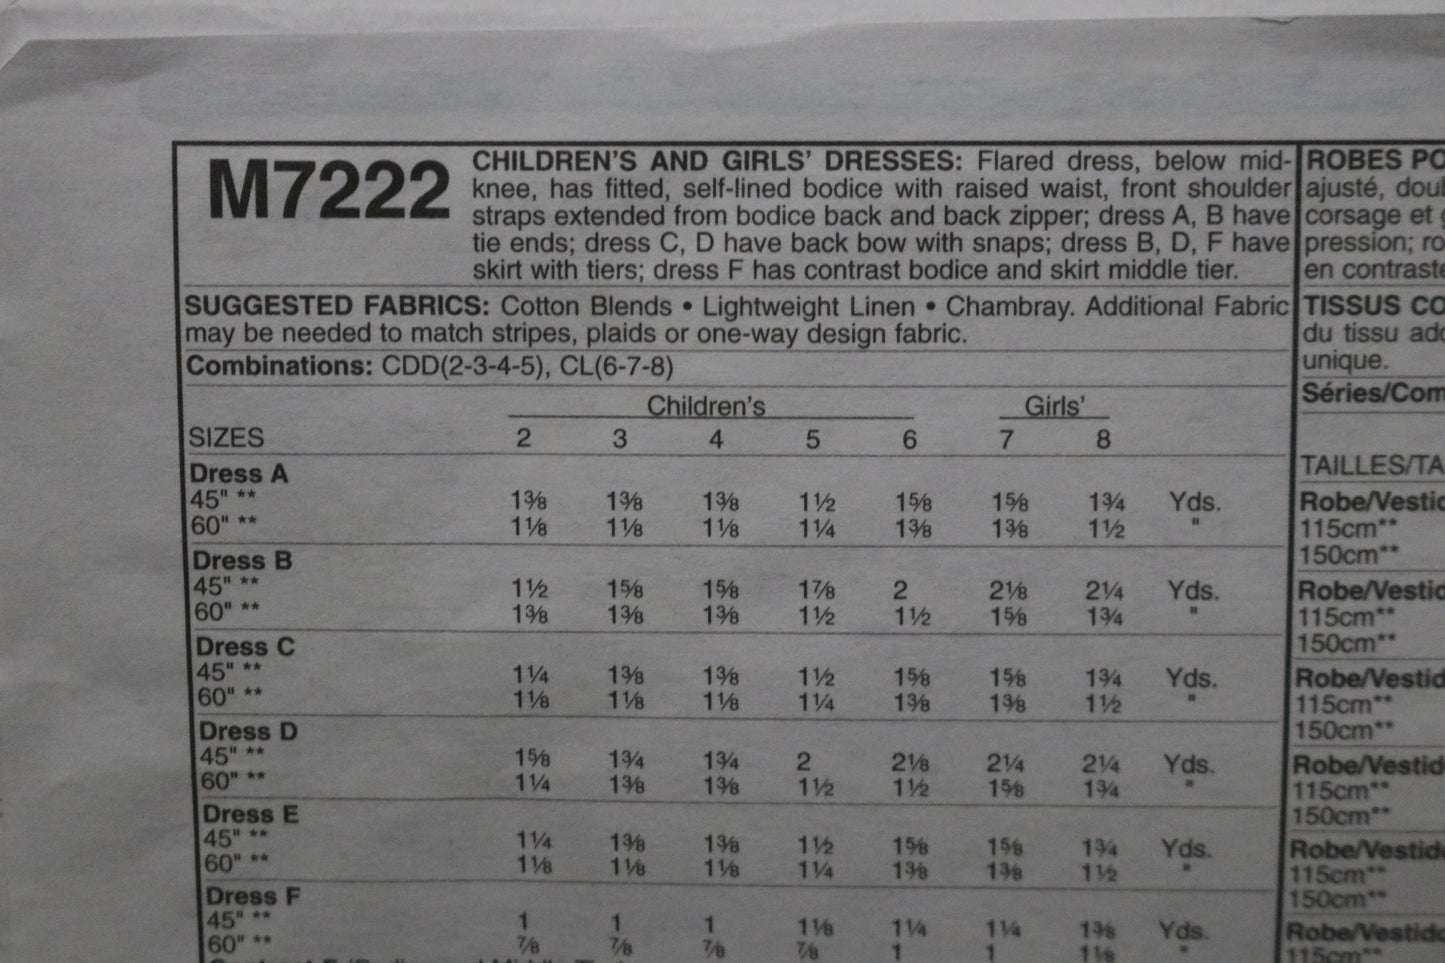 M7222
CHILDREN'S AND GIRLS' DRESSES: Flared dress, below mid-
knee, has fitted, self-lined bodice with raised waist, front shoulder
straps extended from bodice back and back zipper; dress A, B have
tie ends; dress C, D have back bow with snaps; dress B, D, F have
skirt with tiers; dress F has contrast bodice and skirt middle tier.
SUGGESTED FABRICS: Cotton Blends • Lightweight Linen • Chambray. Additional Fabric
may be needed to match stripes, plaids or one-way design fabric.
Combinations: CDD(2-3-4-5), CL(6-7-8)
Children's Girls'
SIZES 2 3 4 5 6 7 8
Dress A
45" ** 1⅜ 1⅜ 1⅜ 1½ 1⅝ 1⅝ 1¾ Yds.
60" ** 1⅛ 1⅛ 1⅛ 1¼ 1⅜ 1⅜ 1½ "
Dress B
45" ** 1½ 1⅝ 1⅝ 1⅞ 2 2⅛ 2¼ Yds.
60" ** 1⅜ 1⅜ 1⅜ 1½ 1½ 1⅝ 1¾ "
Dress C
45" ** 1¼ 1⅜ 1⅜ 1½ 1⅝ 1⅝ 1¾ Yds.
60" ** 1⅛ 1⅛ 1⅛ 1¼ 1⅜ 1⅜ 1½ "
Dress D
45" ** 1⅝ 1¾ 1¾ 2 2⅛ 2¼ 2¼ Yds.
60" ** 1¼ 1⅜ 1⅜ 1½ 1½ 1⅝ 1¾ "
Dress E
45" ** 1¼ 1⅜ 1⅜ 1½ 1⅝ 1⅝ 1¾ Yds.
60" ** 1⅛ 1⅛ 1⅛ 1¼ 1⅜ 1⅜ 1½ "
Dress F
45" ** 1 1 1 1⅛ 1¼ 1¼ 1⅜ Yds.
60" ** ⅞ ⅞ ⅞ ⅞ 1 1 1⅛ "
ROBES PO
ajusté, dou
corsage et
pression; ro
en contraste
TISSUS CO
du tissu add
unique.
Séries/Com
TAILLES/TA
Robe/Vestid
115cm**
150cm**
Robe/Vestid
115cm**
150cm**
Robe/Vestid
115cm**
150cm**
Robe/Vestid
115cm**
150cm**
Robe/Vestido
115cm**
150cm**
Robe/Vestido
115cm**